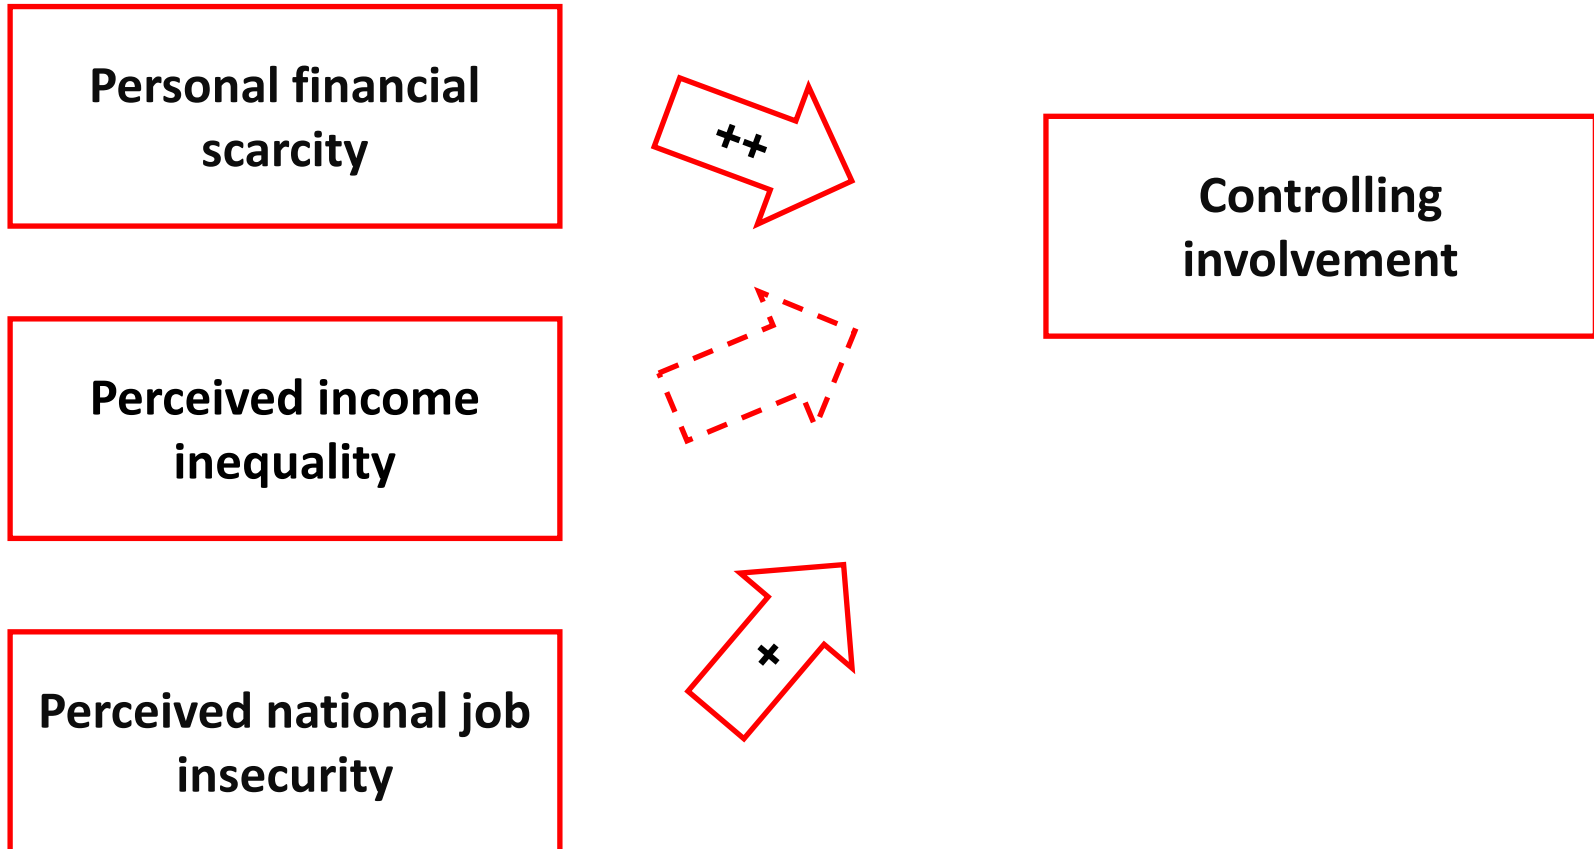 Personal financial
scarcity
++
Controlling
involvement
Perceived income
inequality
+
Perceived national job
insecurity